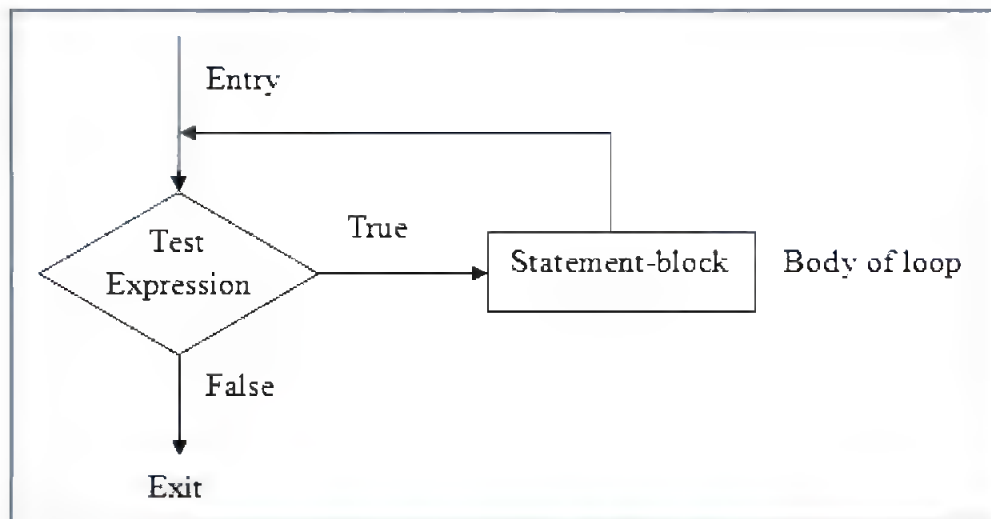 Entry
True
Test
Expression
Statement-block
Body of loop
False
Exit